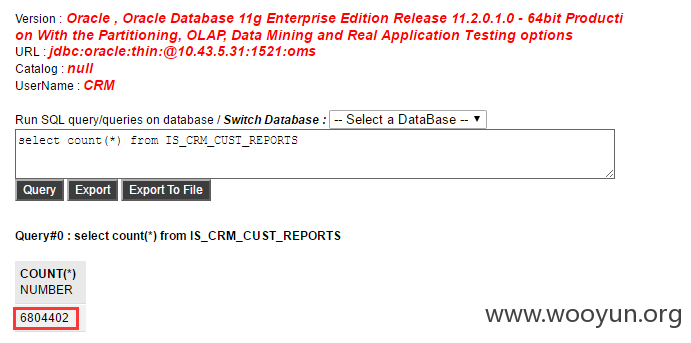 Version : Oracle , Oracle Database 11g Enterprise Edition Release 11.2.0.1.0 - 64bit Producti
on With the Partitioning, OLAP, Data Mining and Real Application Testing options
URL : jdbc:oracle:thin:@10.43.5.31:1521:oms
Catalog : null
UserName : CRM
Run SQL query/queries on database / Switch Database : -- Select a DataBase --
select count(*) from IS_CRM_CUST_REPORTS
Query Export Export To File
Query#0 : select count(*) from IS_CRM_CUST_REPORTS
COUNT(*)
NUMBER
6804402
www.wooyun.org